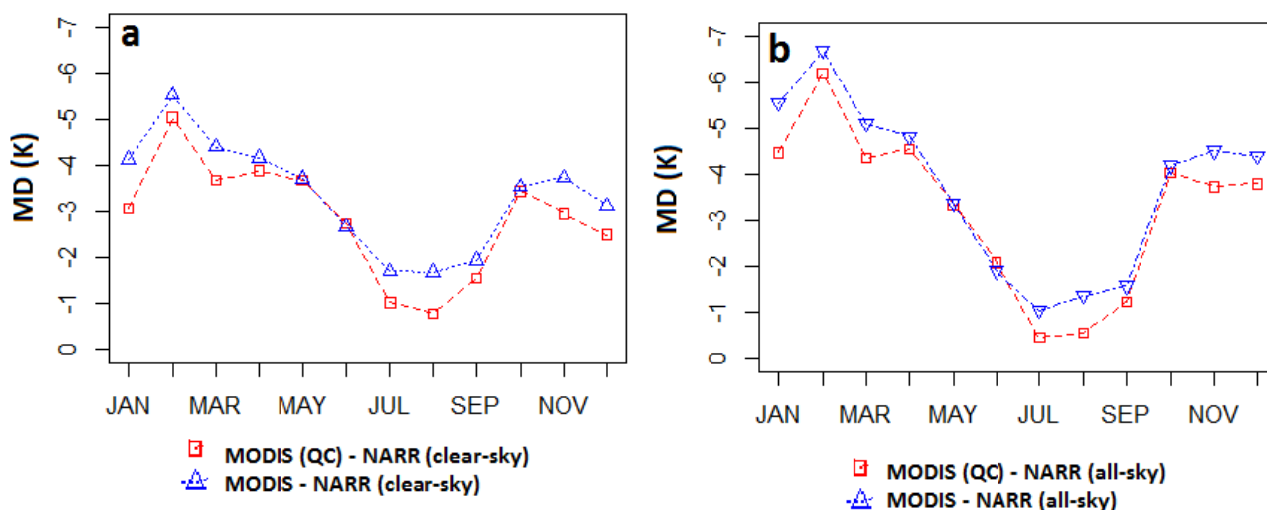 a
MD (K)
-7
-6
-5
-4
-3
-2
-1
0
JAN MAR MAY JUL SEP NOV
MODIS (QC) - NARR (clear-sky)
MODIS - NARR (clear-sky)
b
MD (K)
-7
-6
-5
-4
-3
-2
-1
0
JAN MAR MAY JUL SEP NOV
MODIS (QC) - NARR (all-sky)
MODIS - NARR (all-sky)